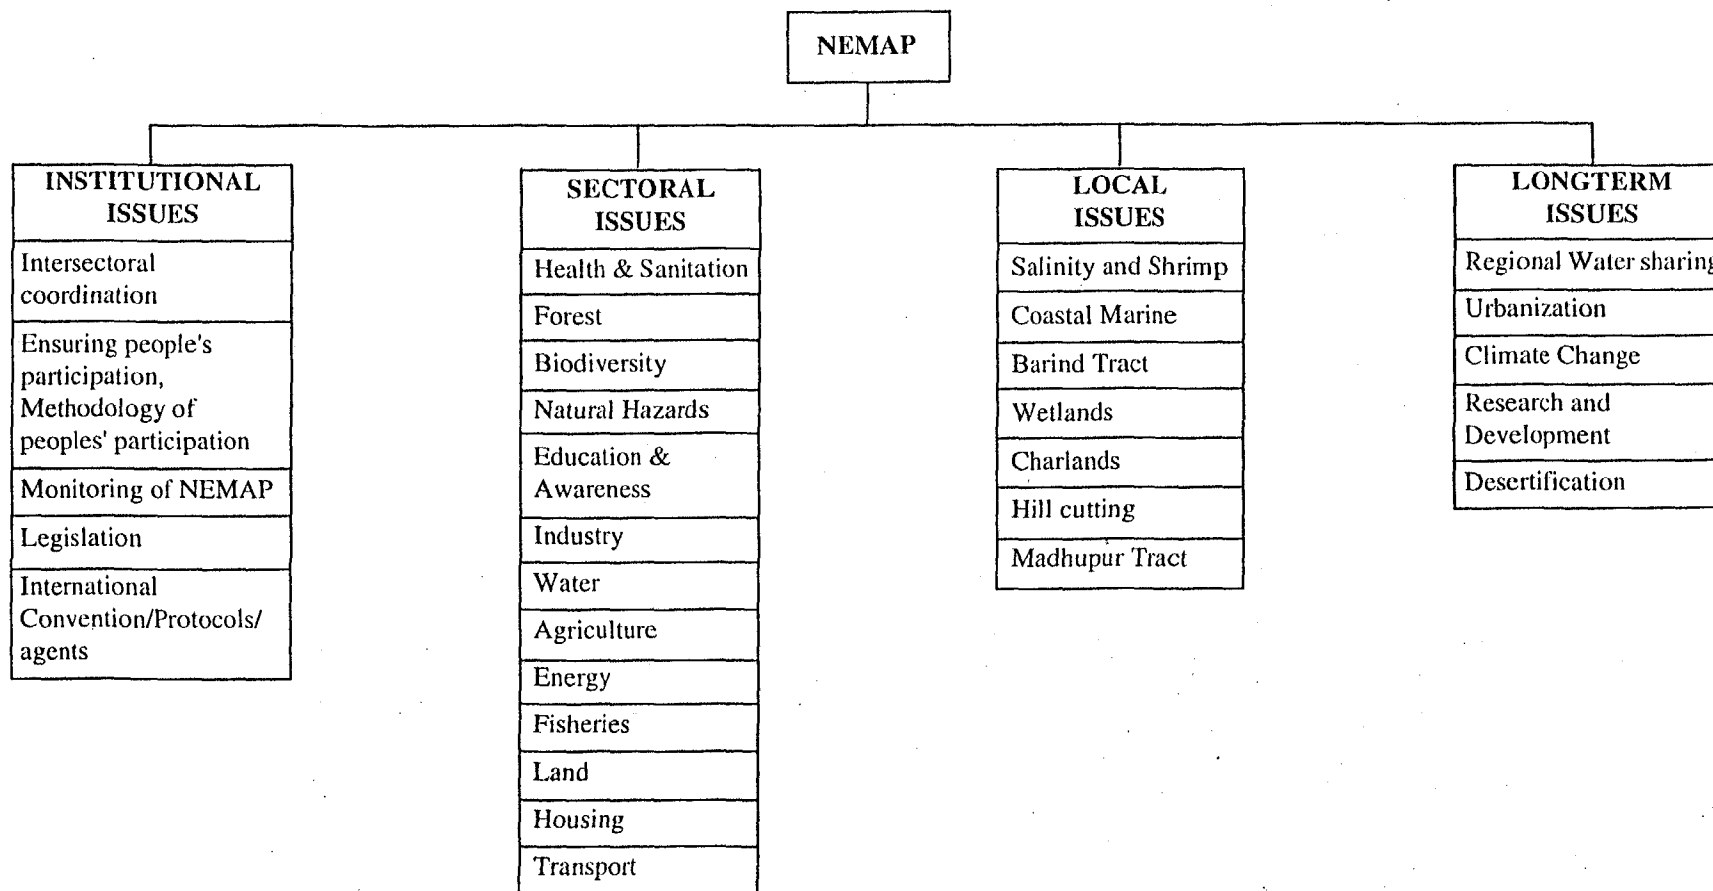 NEMAP
INSTITUTIONAL
ISSUES
Intersectoral
coordination
Ensuring people's
participation,
Methodology of
peoples' participation
Monitoring of NEMAP
Legislation
International
Convention/Protocols/
agents
SECTORAL
ISSUES
Health & Sanitation
Forest
Biodiversity
Natural Hazards
Education &
Awareness
Industry
Water
Agriculture
Energy
Fisheries
Land
Housing
Transport
LOCAL
ISSUES
Salinity and Shrimp
Coastal Marine
Barind Tract
Wetlands
Charlands
Hill cutting
Madhupur Tract
LONGTERM
ISSUES
Regional Water sharing
Urbanization
Climate Change
Research and
Development
Desertification